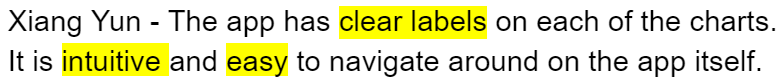 Xiang Yun - The app has clear labels on each of the charts.
It is intuitive and easy to navigate around on the app itself.